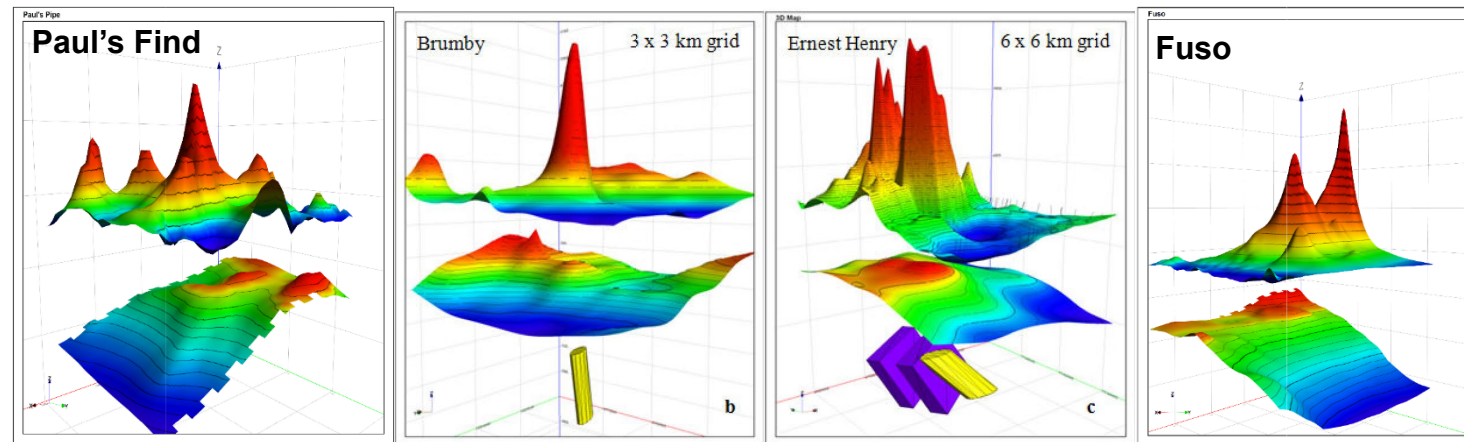 Paul's Pipe
Paul's Find
Z
Brumby
3 x 3 km grid
b
3D Map
Ernest Henry
6 x 6 km grid
c
Fuso
Fuso
Z